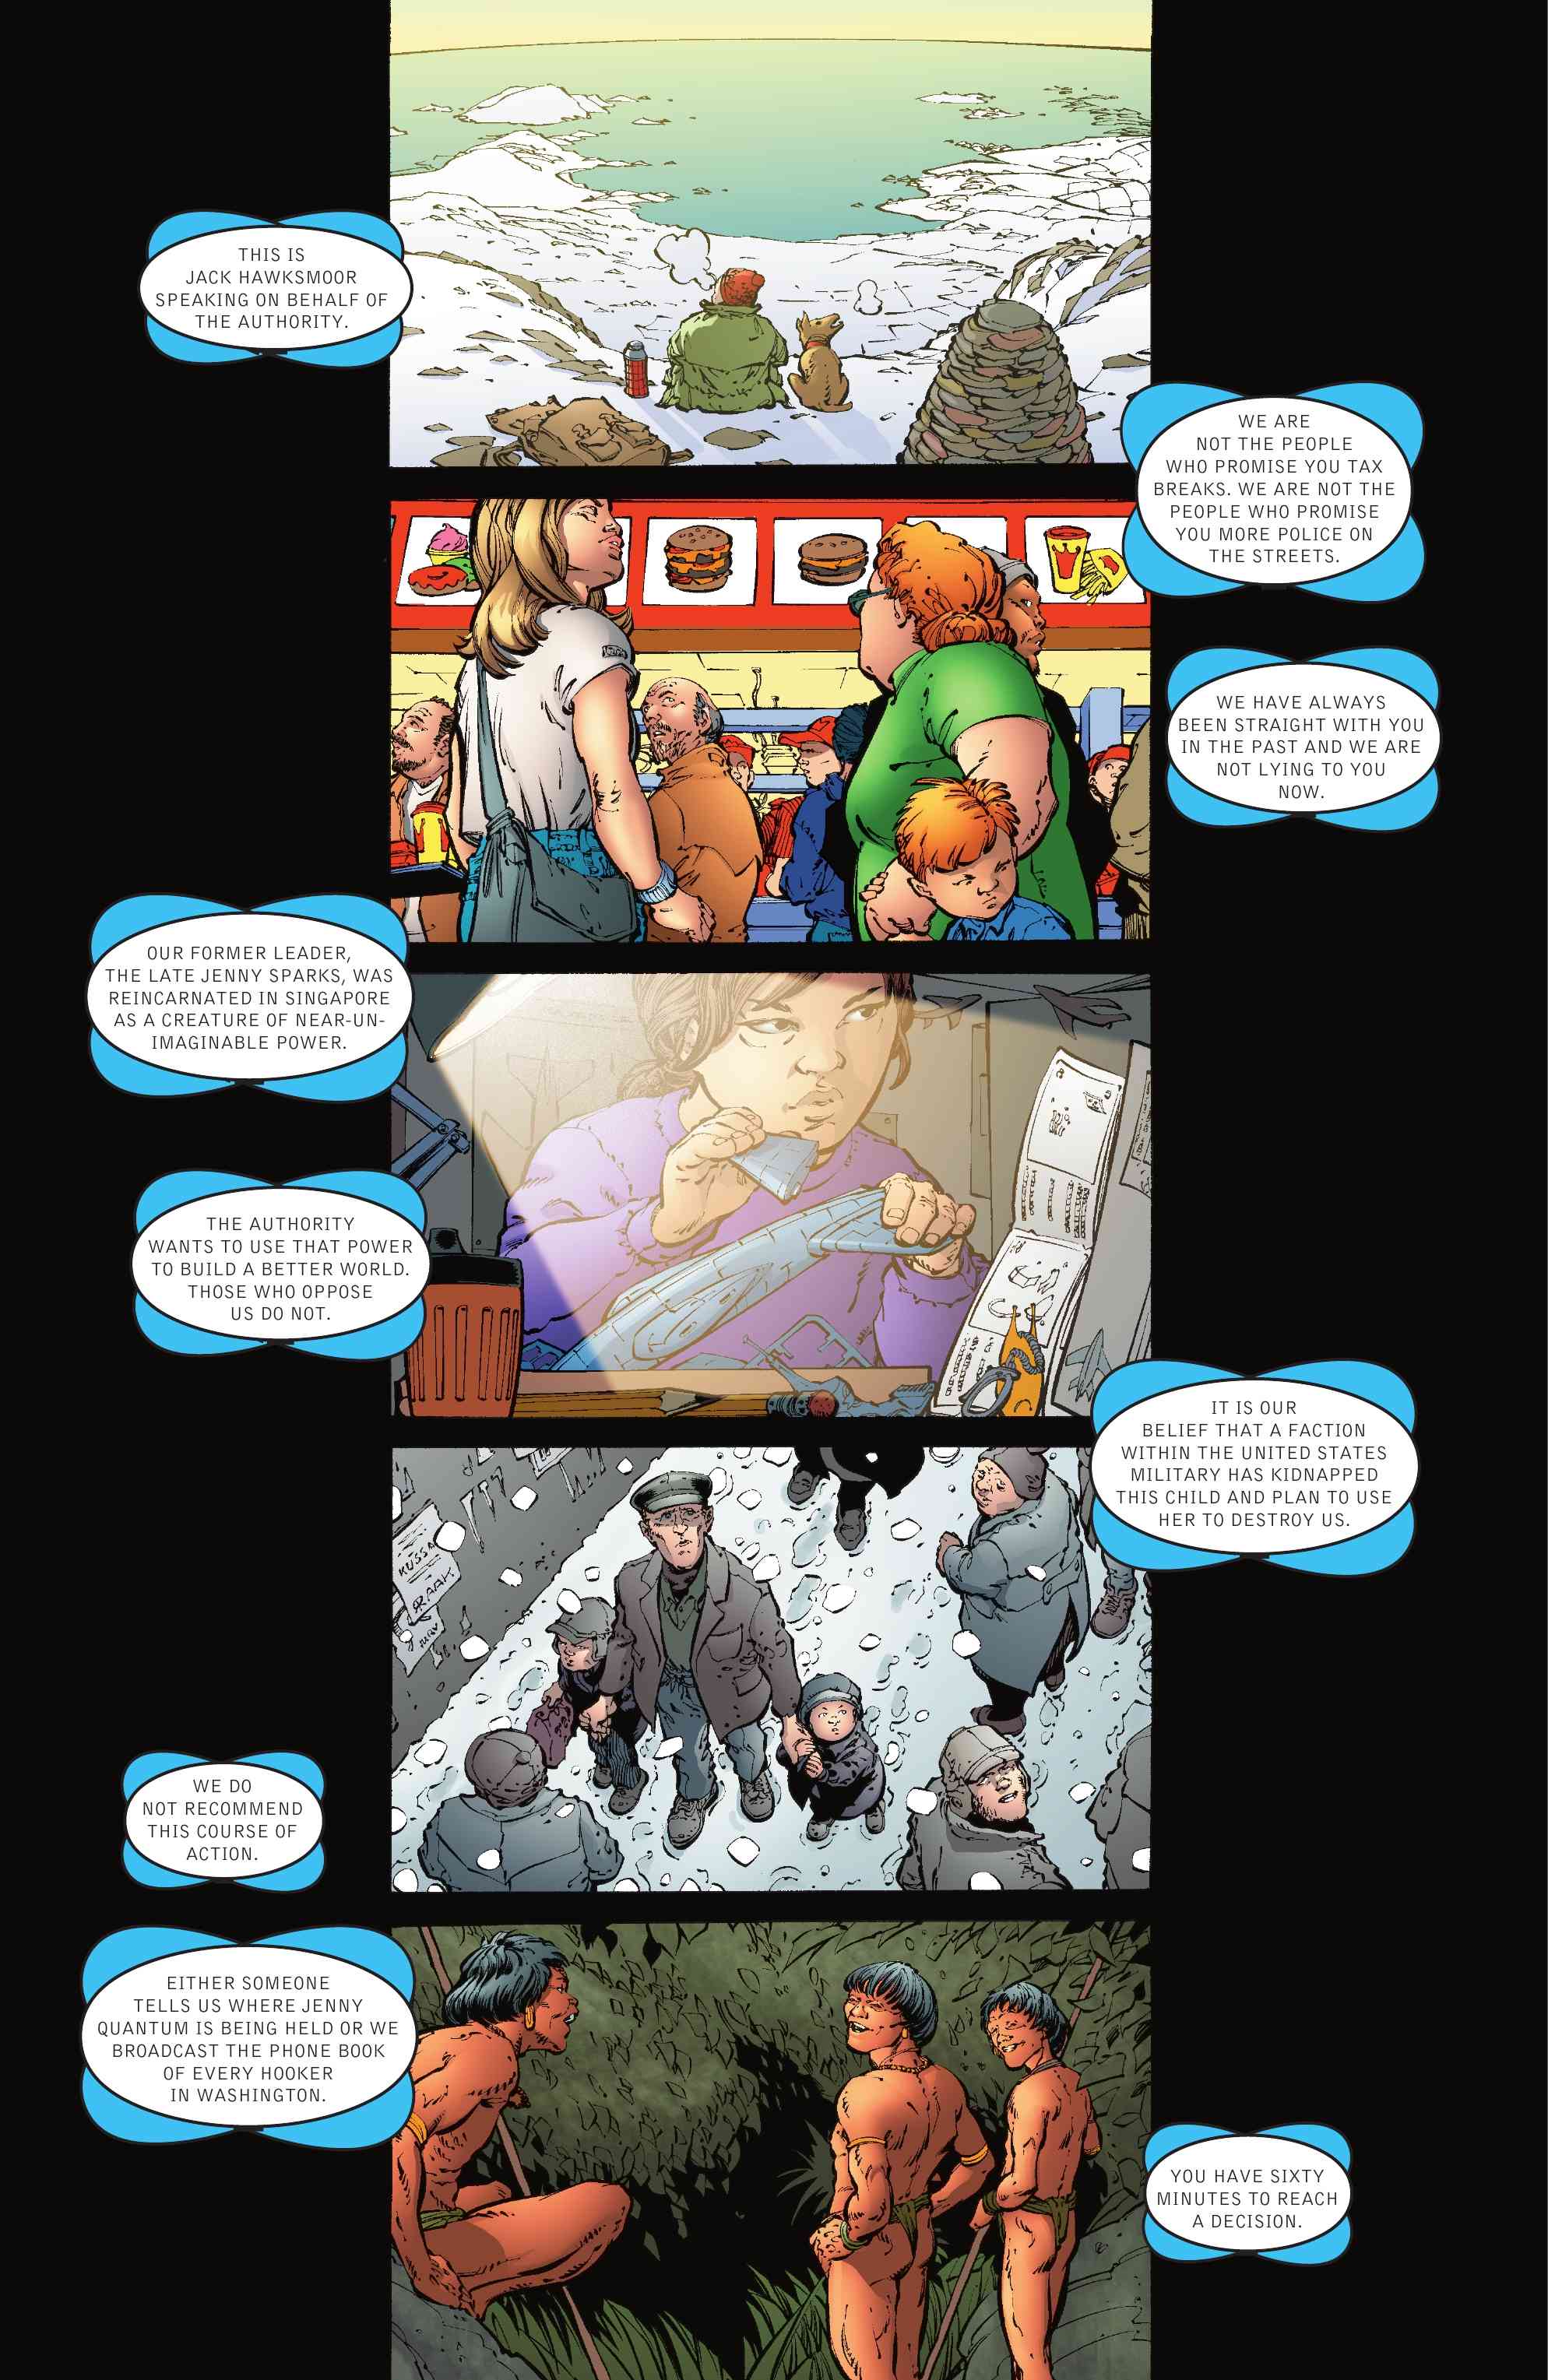 THIS IS
JACK HAWKSMOOR
SPEAKING ON BEHALF OF
THE AUTHORITY.
WE ARE
NOT THE PEOPLE
WHO PROMISE YOU TAX
BREAKS. WE ARE NOT THE
PEOPLE WHO PROMISE
YOU MORE POLICE ON
THE STREETS.
WE HAVE ALWAYS
BEEN STRAIGHT WITH YOU
IN THE PAST AND WE ARE
NOT LYING TO YOU
NOW.
OUR FORMER LEADER,
THE LATE JENNY SPARKS, WAS
REINCARNATED IN SINGAPORE
AS A CREATURE OF NEAR-UN-
IMAGINABLE POWER.
THE AUTHORITY
WANTS TO USE THAT POWER
TO BUILD A BETTER WORLD.
THOSE WHO OPPOSE
US DO NOT.
IT IS OUR
BELIEF THAT A FACTION
WITHIN THE UNITED STATES
MILITARY HAS KIDNAPPED
THIS CHILD AND PLAN TO USE
HER TO DESTROY US.
WE DO
NOT RECOMMEND
THIS COURSE OF
ACTION.
EITHER SOMEONE
TELLS US WHERE JENNY
QUANTUM IS BEING HELD OR WE
BROADCAST THE PHONE BOOK
OF EVERY HOOKER
IN WASHINGTON.
YOU HAVE SIXTY
MINUTES TO REACH
A DECISION.